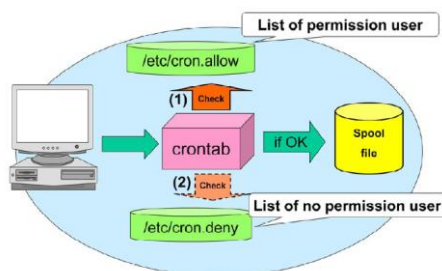 List of permission user
/etc/cron.allow
(1)
Check
crontab
if OK
Spool
file
(2)
Check
List of no permission user
/etc/cron.deny